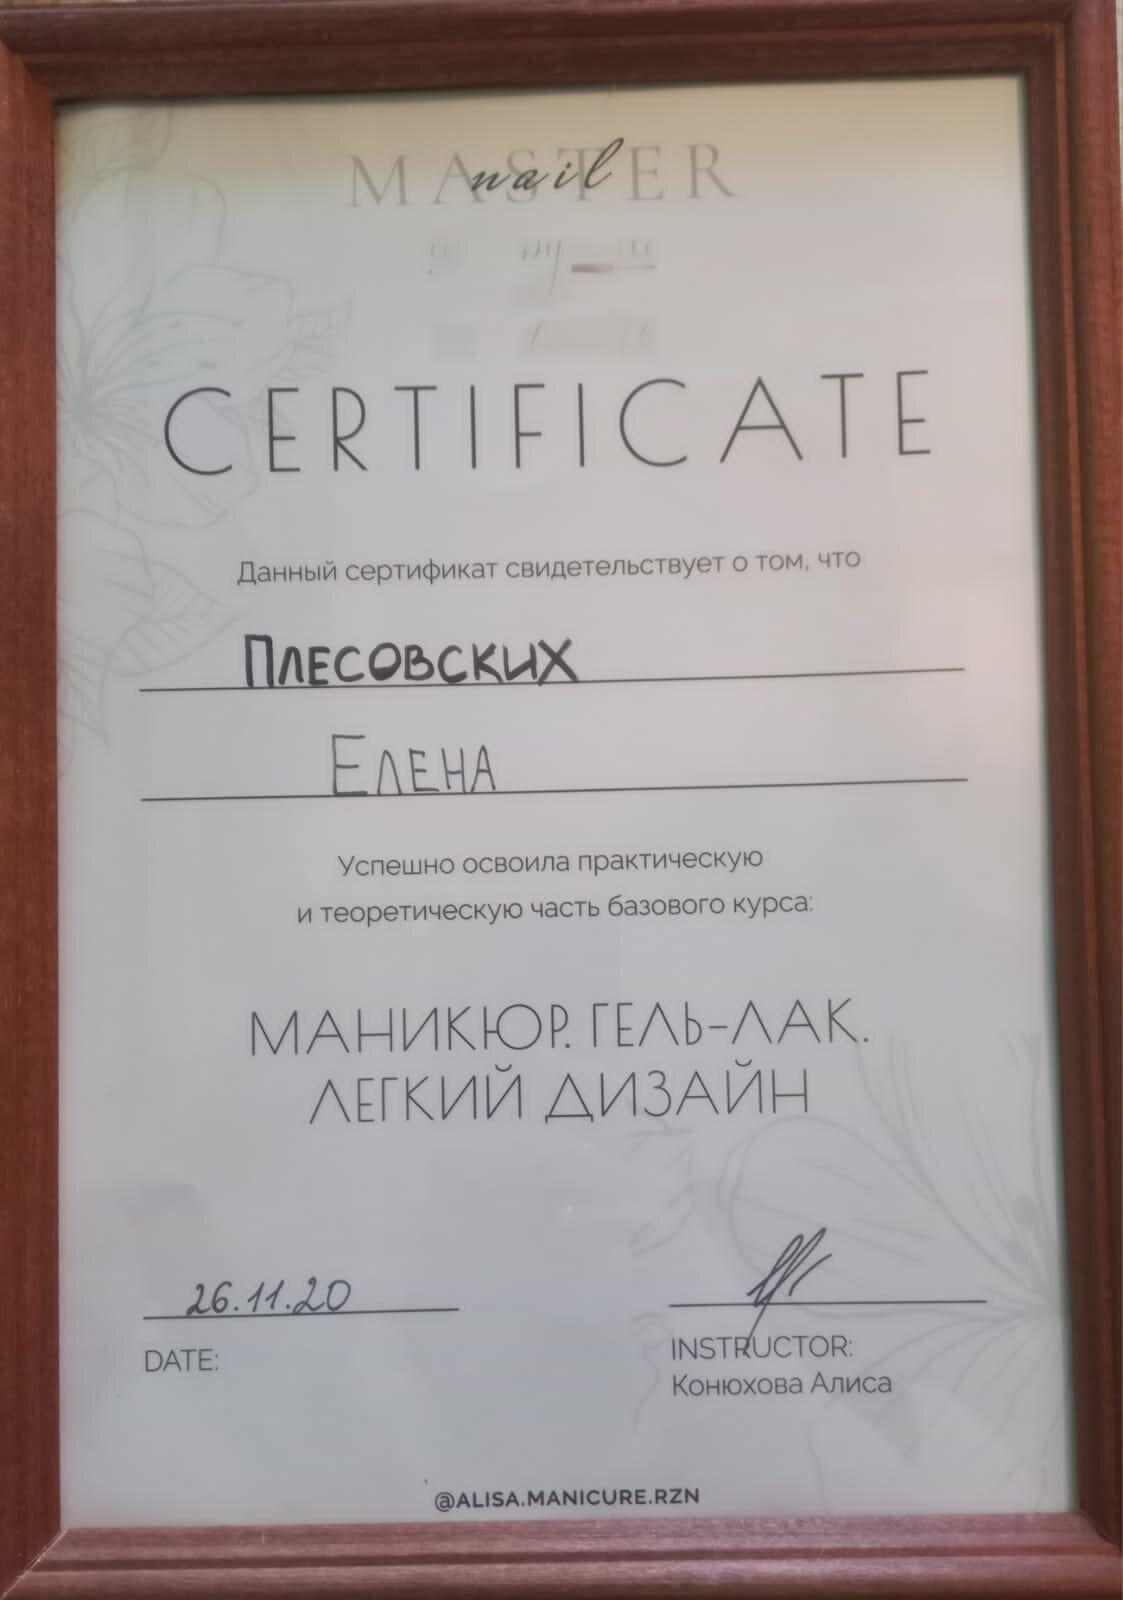 MASTER
nail
CERTIFICATE
Данный сертификат свидетельствует о том, что
ПЛЕСОВСКИХ
ЕЛЕНА
Успешно освоила практическую
и теоретическую часть базового курса:
МАНИКЮР. ГЕЛЬ-ЛАК.
ЛЕГКИЙ ДИЗАЙН
26.11.20
DATE:
INSTRUCTOR:
Конюхова Алиса
@ALISA.MANICURE.RZN